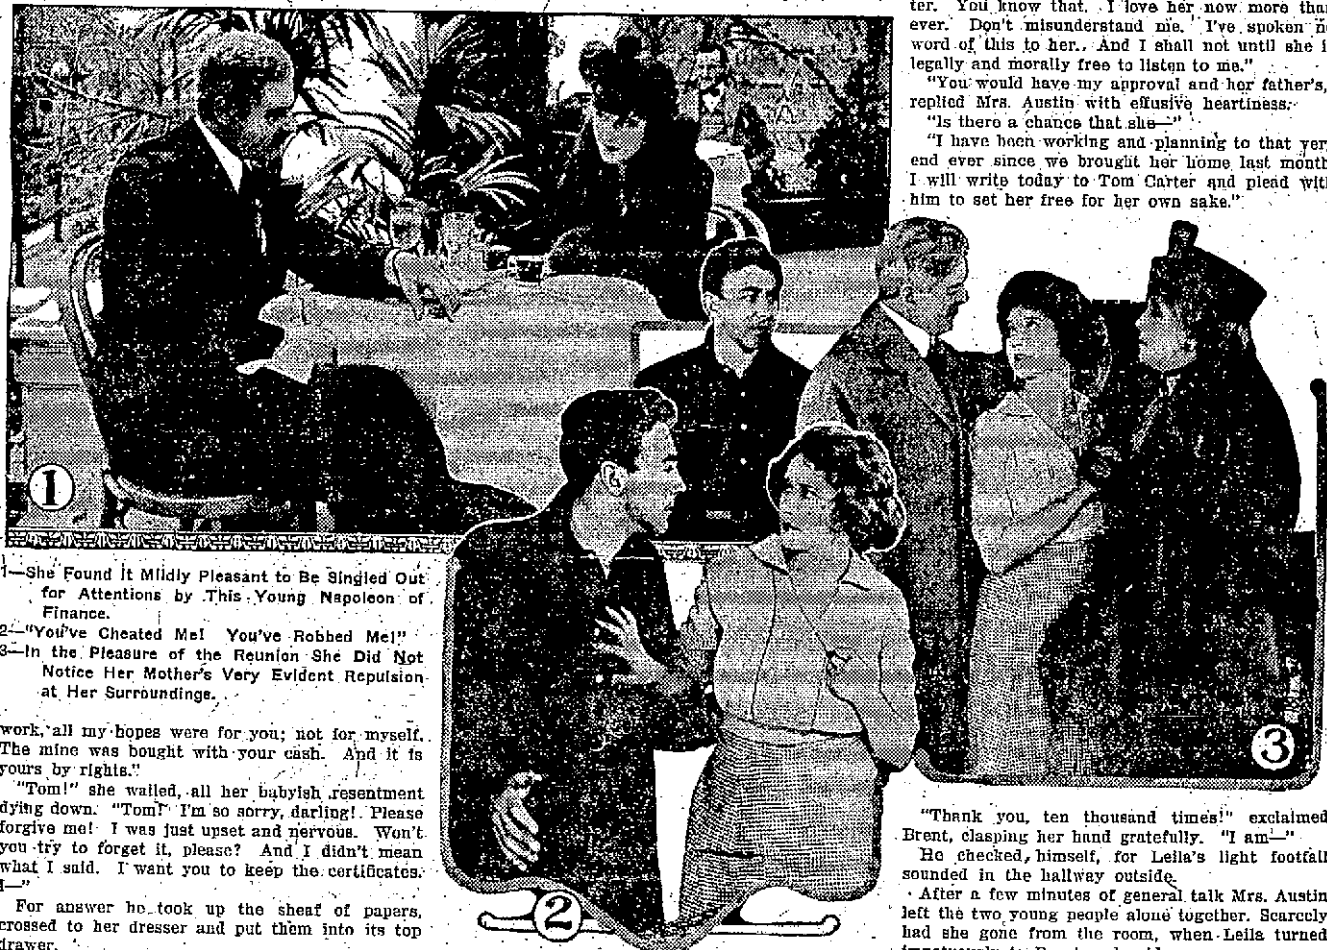 1
2
3
1—She Found it Mildly Pleasant to Be Singled Out
for Attentions by This Young Napoleon of
Finance.
2—"You've Cheated Me! You've Robbed Me!"
3—In the Pleasure of the Reunion She Did Not
Notice Her Mother's Very Evident Repulsion
at Her Surroundings.
work, all my hopes were for you; not for myself.
The mine was bought with your cash. And it is
yours by rights."
"Tom!" she wailed, all her babyish resentment
dying down. "Tom! I'm so sorry, darling! Please
forgive me! I was just upset and nervous. Won't
you try to forget it, please? And I didn't mean
what I said. I want you to keep the certificates.
I—"
For answer he took up the sheaf of papers,
crossed to her dresser and put them into its top
drawer.
ter. You know that. I love her now more tha
ever. Don't misunderstand me. I've spoken n
word of this to her. And I shall not until she i
legally and morally free to listen to me."
"You would have my approval and her father's,
replied Mrs. Austin with effusive heartiness.
"Is there a chance that she—"
"I have been working and planning to that ver
end ever since we brought her home last month
I will write today to Tom Carter and plead wit
him to set her free for her own sake."
"Thank you, ten thousand times!" exclaimed
Brent, clasping her hand gratefully. "I am—"
He checked himself, for Leila's light footfall
sounded in the hallway outside.
After a few minutes of general talk Mrs. Austin
left the two young people alone together. Scarcely
had she gone from the room, when Leila turned